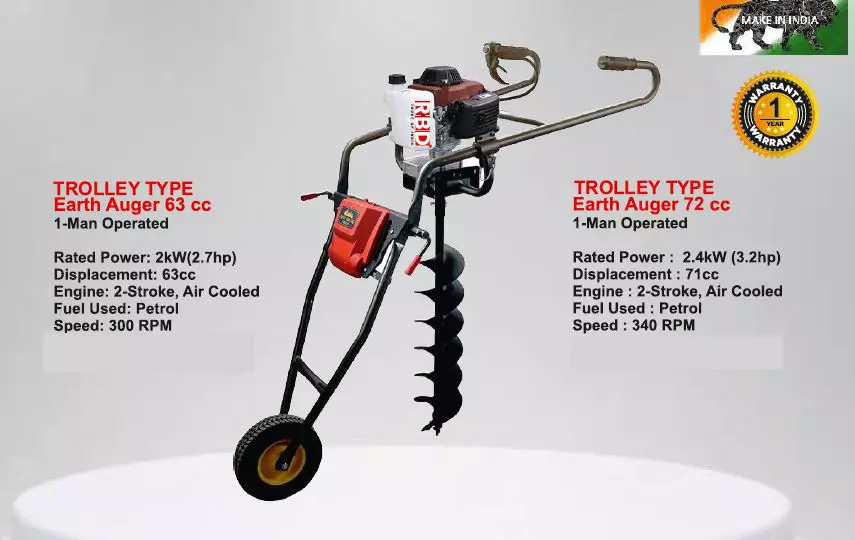 MAKE IN INDIA
WARRANTY
1
YEAR
WARRANTY
RBD
TROLLEY TYPE
Earth Auger 63 cc
1-Man Operated
Rated Power: 2kW(2.7hp)
Displacement: 63cc
Engine: 2-Stroke, Air Cooled
Fuel Used: Petrol
Speed: 300 RPM
TROLLEY TYPE
Earth Auger 72 cc
1-Man Operated
Rated Power : 2.4kW (3.2hp)
Displacement : 71cc
Engine : 2-Stroke, Air Cooled
Fuel Used : Petrol
Speed : 340 RPM